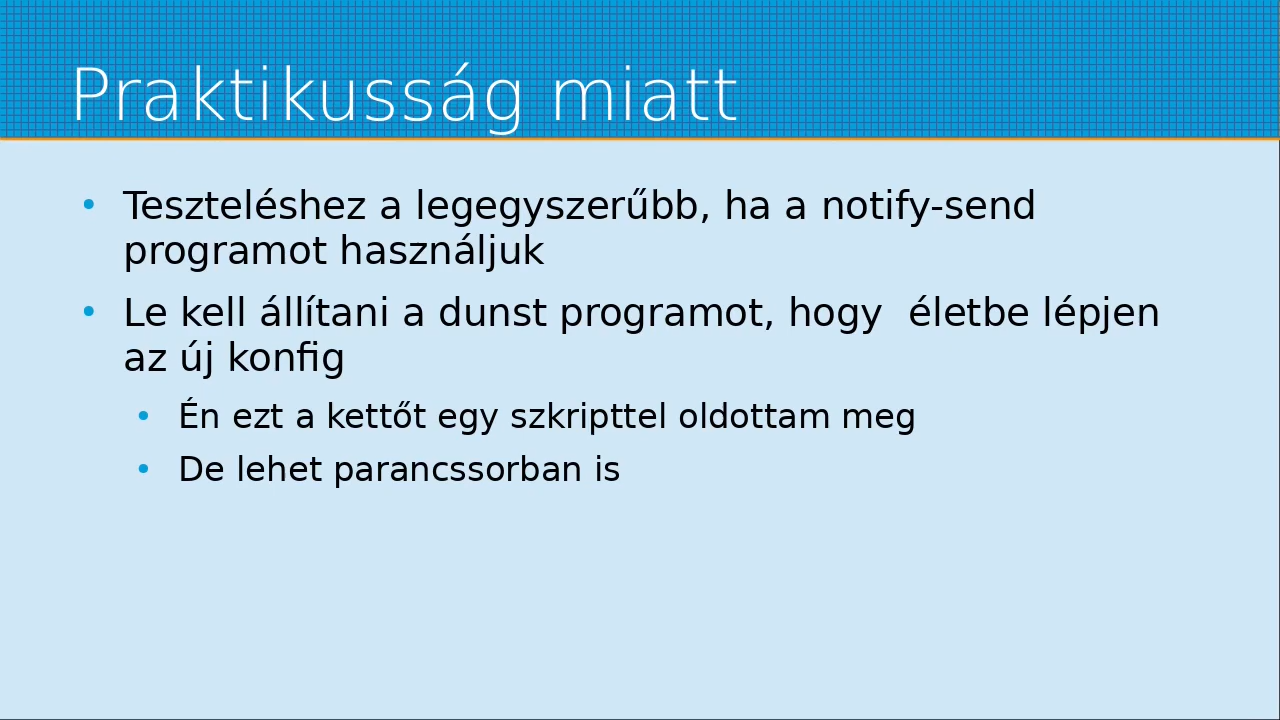 Praktikusság miatt
Teszteléshez a legegyszerűbb, ha a notify-send
programot használjuk
Le kell állítani a dunst programot, hogy  életbe lépjen
az új konfig
Én ezt a kettőt egy szkripttel oldottam meg
De lehet parancssorban is